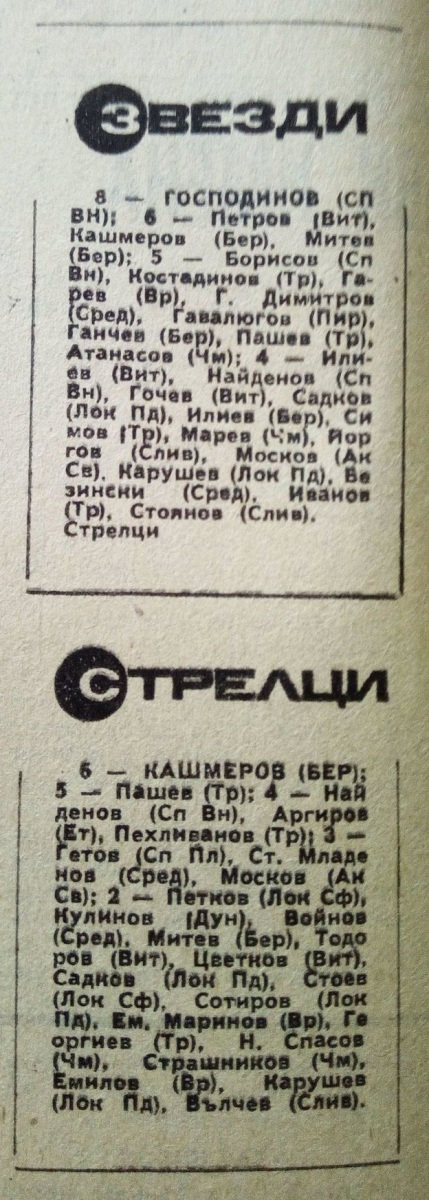 ЗВЕЗДИ
8 — ГОСПОДИНОВ (СП
ВН); 6 — Петров (Вит),
Кашмеров (Бер), Митев
(Бер); 5 — Борисов (Сп
Вн), Костадинов (Тр), Га-
рев (Вр), Г. Димитров
(Сред), Гавалюгов (Пир),
Ганчев (Бер), Пашев (Тр),
Атанасов (Чм); 4 — Или-
ев (Вит), Найденов (Сп
Вн), Гочев (Вит), Садков
(Лок Пд), Илиев (Бер), Си
мов (Тр), Марев (Чм), Йор
гов (Слив), Москов (Ак
Св), Карушев (Лок Пд), Ве
зински (Сред), Иванов
(Тр), Стоянов (Слив).
Стрелци
СТРЕЛЦИ
6 — КАШМЕРОВ (БЕР);
5 — Пашев (Тр); 4 — Най
денов (Сп Вн), Аргиров
(Ет), Пехливанов (Тр); 3 —
Гетов (Сп Пл), Ст. Младе
нов (Сред), Москов (Ак
Св); 2 — Петков (Лок Сф),
Кулинов (Дун), Войнов
(Сред), Митев (Бер), Тодо
ров (Вит), Цветков (Вит),
Садков (Лок Пд), Стоев
(Лок Сф), Сотиров (Лок
Пд), Ем. Маринов (Вр), Ге
оргиев (Тр), Н. Спасов
(Чм), Страшников (Чм),
Емилов (Вр), Карушев
(Лок Пд), Вълчев (Слив).